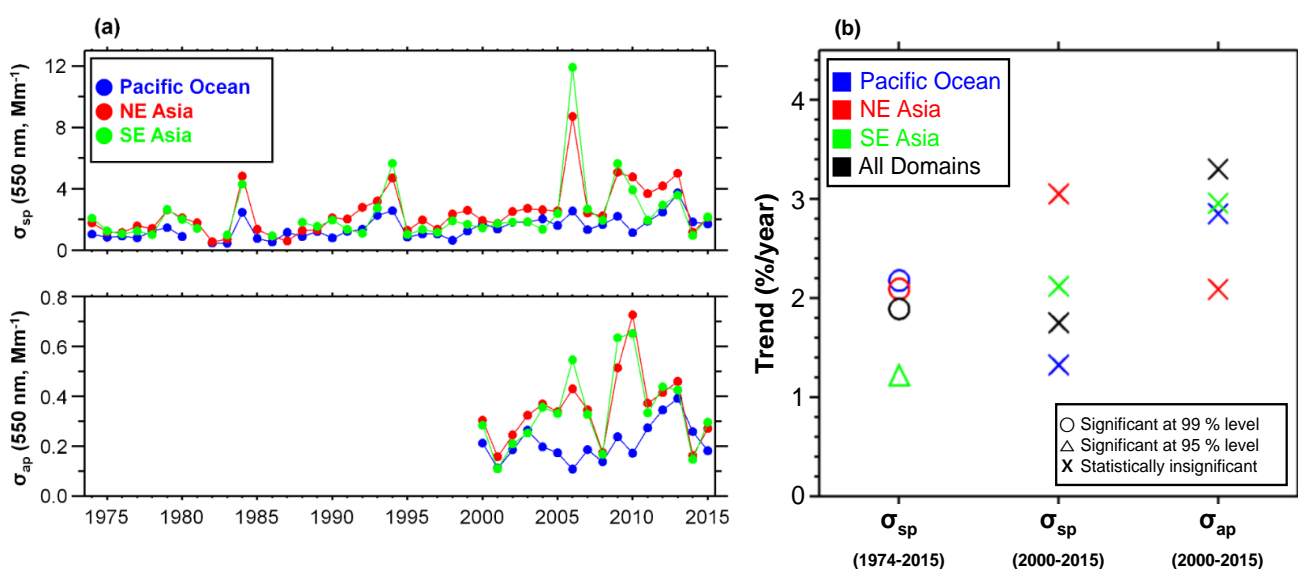 (a)
σsp (550 nm, Mm⁻¹)
12
8
4
0
Pacific Ocean
NE Asia
SE Asia
σap (550 nm, Mm⁻¹)
0.8
0.6
0.4
0.2
0.0
1975 1980 1985 1990 1995 2000 2005 2010 2015
(b)
Trend (%/year)
4
3
2
1
0
Pacific Ocean
NE Asia
SE Asia
All Domains
Significant at 99 % level
Significant at 95 % level
X Statistically insignificant
σsp σsp σap
(1974-2015) (2000-2015) (2000-2015)